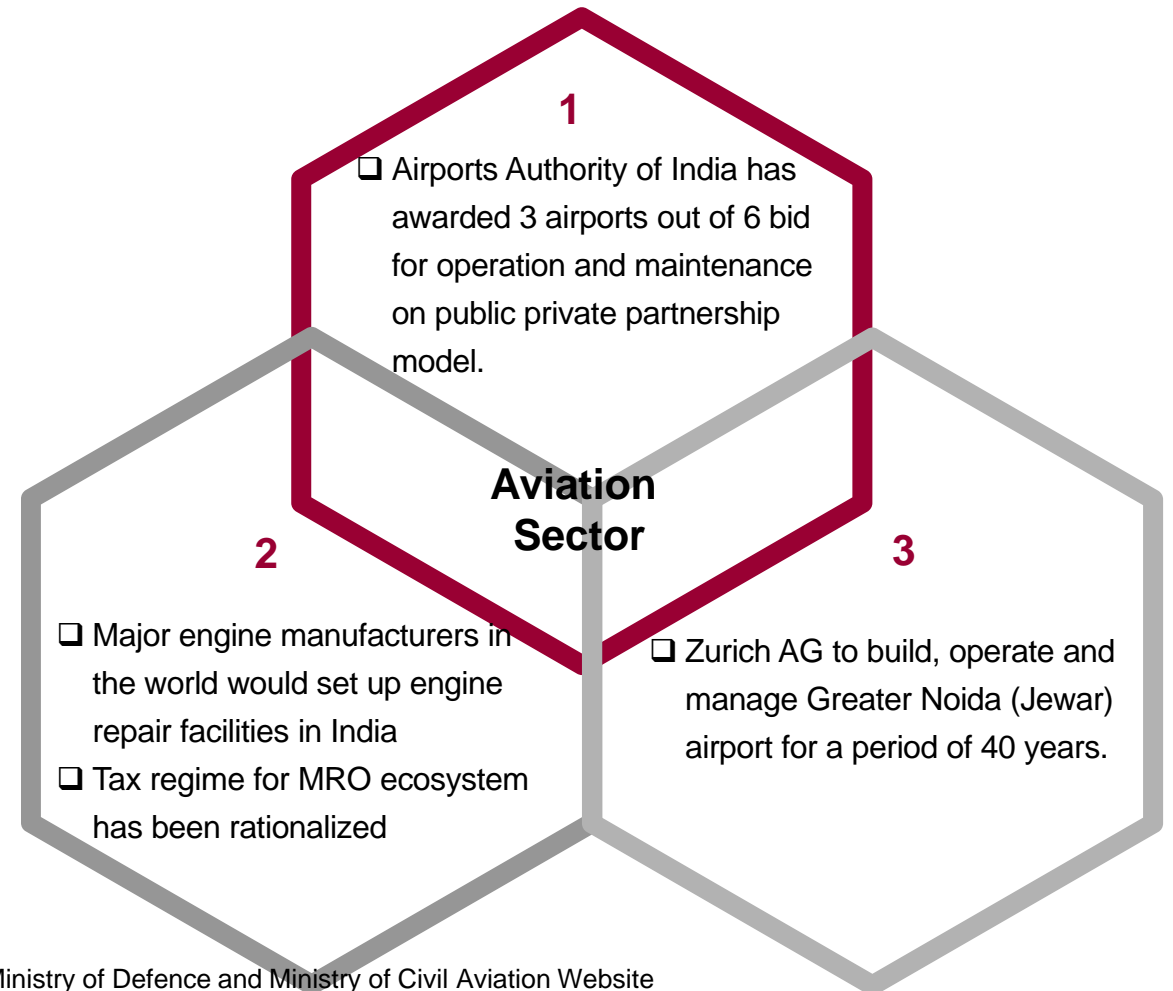 1
❑ Airports Authority of India has
awarded 3 airports out of 6 bid
for operation and maintenance
on public private partnership
model.
Aviation
Sector
2
❑ Major engine manufacturers in
the world would set up engine
repair facilities in India
❑ Tax regime for MRO ecosystem
has been rationalized
3
❑ Zurich AG to build, operate and
manage Greater Noida (Jewar)
airport for a period of 40 years.
Ministry of Defence and Ministry of Civil Aviation Website